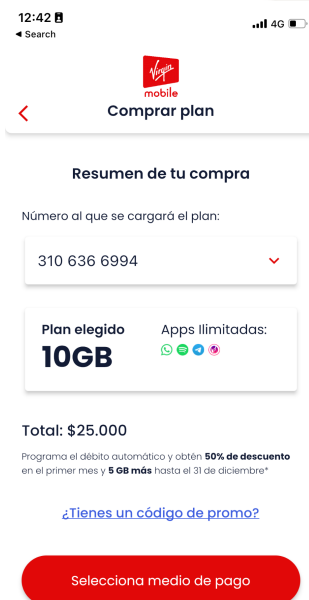 12:42
4G
◀ Search
Virgin
mobile
Comprar plan
Resumen de tu compra
Número al que se cargará el plan:
310 636 6994
Plan elegido
10GB
Apps Ilimitadas:
Total: $25.000
Programa el débito automático y obtén 50% de descuento
en el primer mes y 5 GB más hasta el 31 de diciembre*
¿Tienes un código de promo?
Selecciona medio de pago